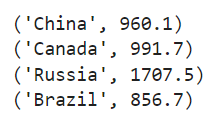 ('China', 960.1)
('Canada', 991.7)
('Russia', 1707.5)
('Brazil', 856.7)